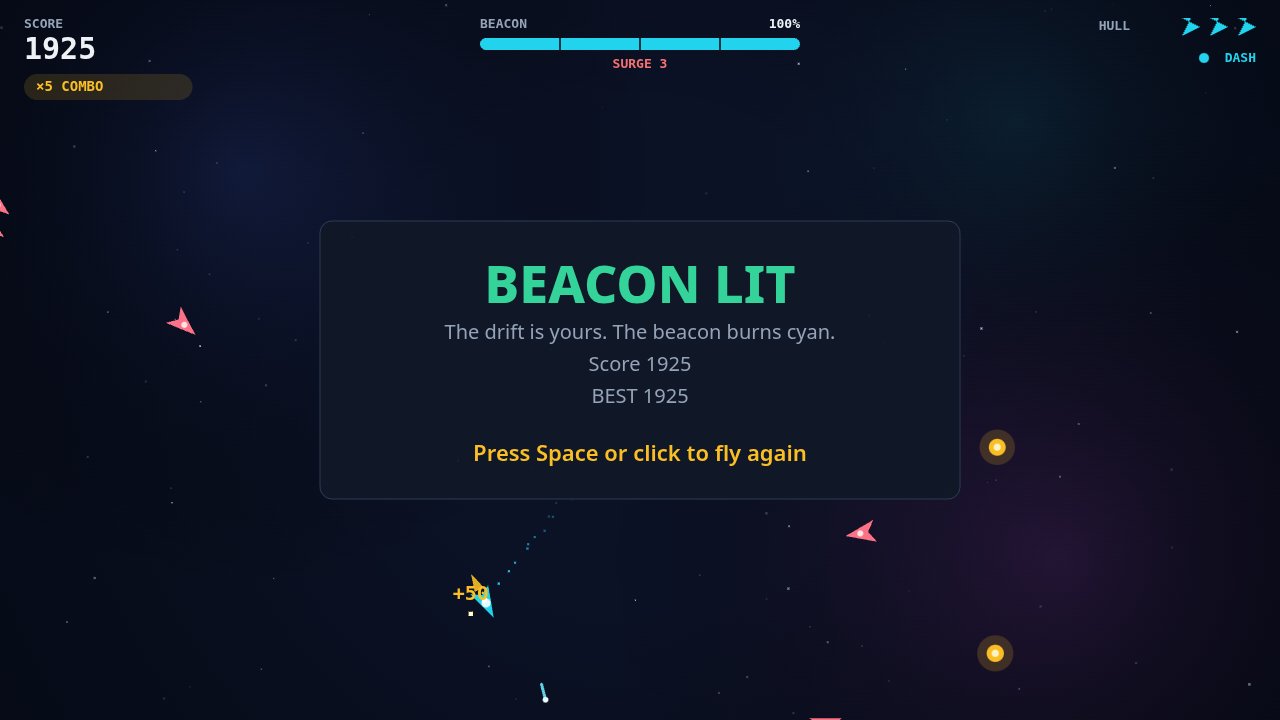 SCORE
1925
×5 COMBO
BEACON 100%
SURGE 3
HULL
DASH
BEACON LIT
The drift is yours. The beacon burns cyan.
Score 1925
BEST 1925
Press Space or click to fly again
+50